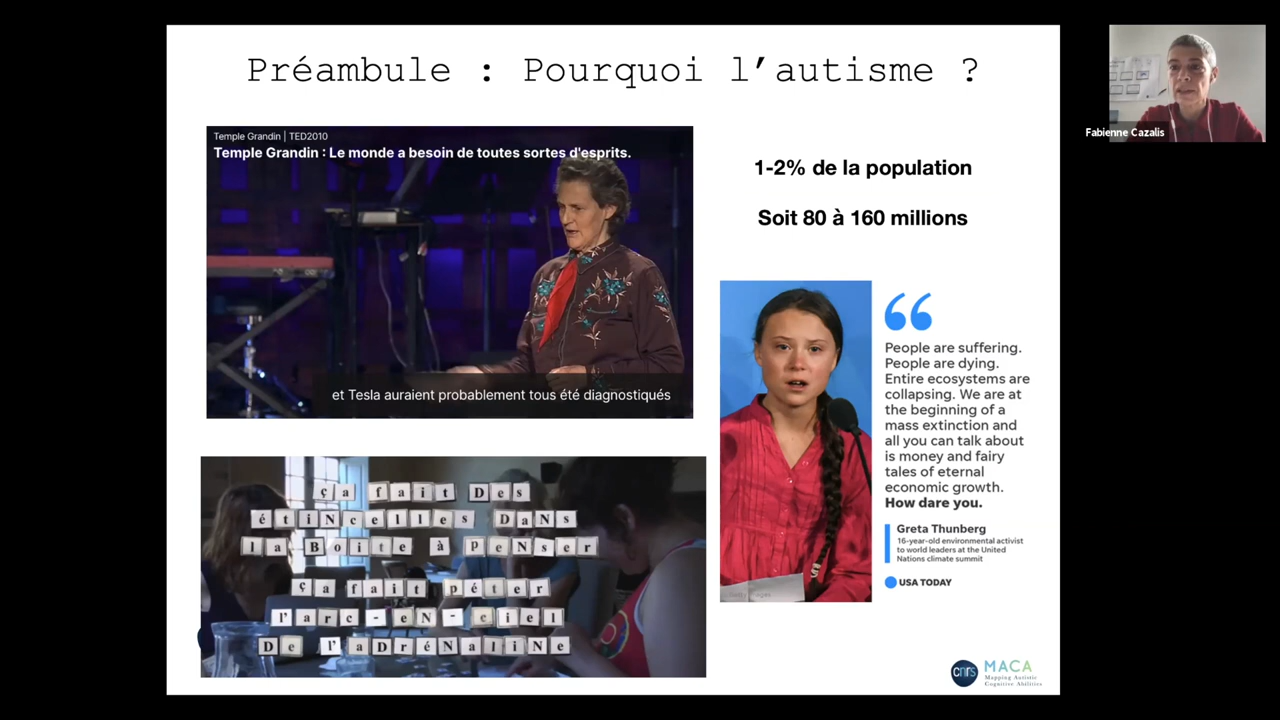 Préambule : Pourquoi l'autisme ?
Temple Grandin | TED2010
Temple Grandin : Le monde a besoin de toutes sortes d'esprits.
et Tesla auraient probablement tous été diagnostiqués
1-2% de la population
Soit 80 à 160 millions
ça fait Des
étiNcelles DaNs
la Boite à peNser
ça fait péter
l'arc-eN-ciel
De l'aDréNaliNe
People are suffering.
People are dying.
Entire ecosystems are
collapsing. We are at
the beginning of a
mass extinction and
all you can talk about
is money and fairy
tales of eternal
economic growth.
How dare you.
Greta Thunberg
16-year-old environmental activist
to world leaders at the United
Nations climate summit
USA TODAY
cnrs
MACA
Mapping Autistic
Cognitive Abilities
Fabienne Cazalis